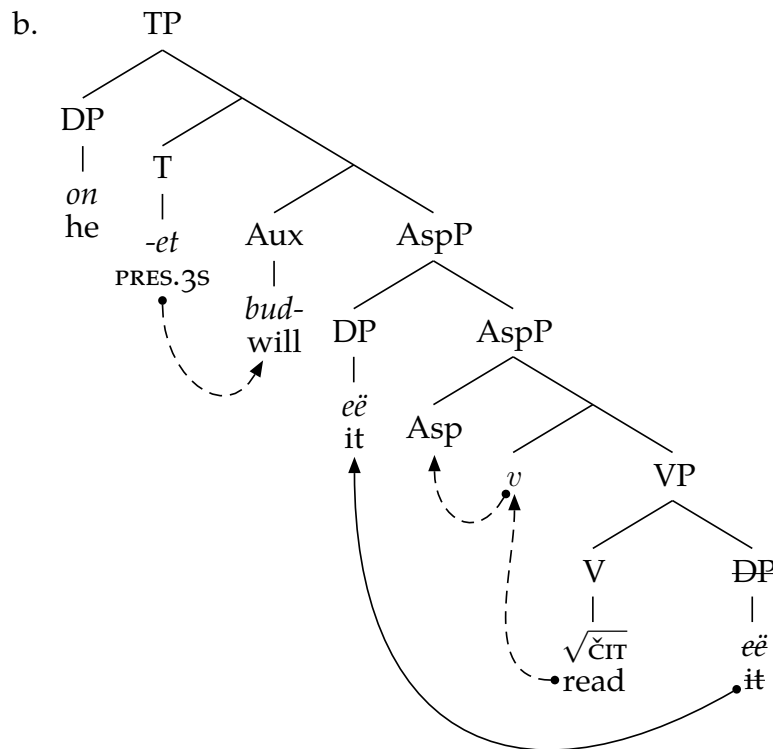 b.
TP
DP
T
on
he
-et
PRES.3S
Aux
AspP
bud-
will
DP
AspP
eë
it
Asp
v
VP
V
DP
√ČIT
read
eë
it